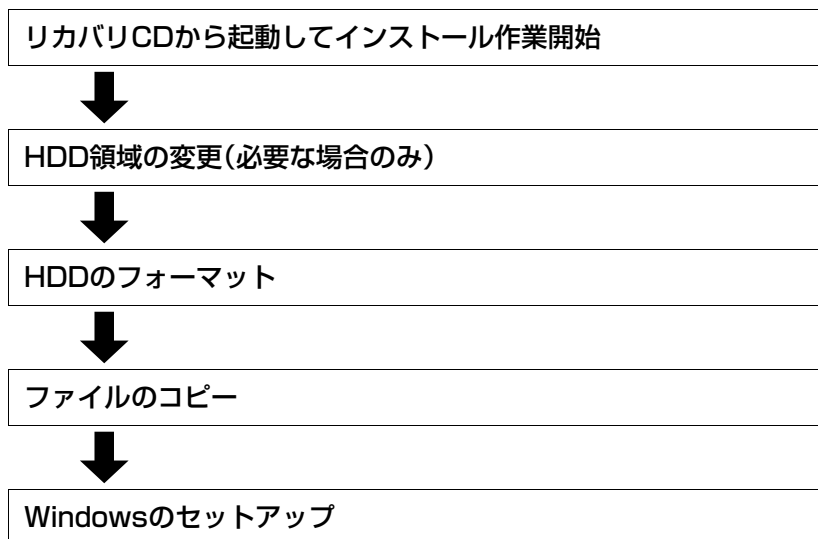 リカバリCDから起動してインストール作業開始
HDD領域の変更(必要な場合のみ)
HDDのフォーマット
ファイルのコピー
Windowsのセットアップ